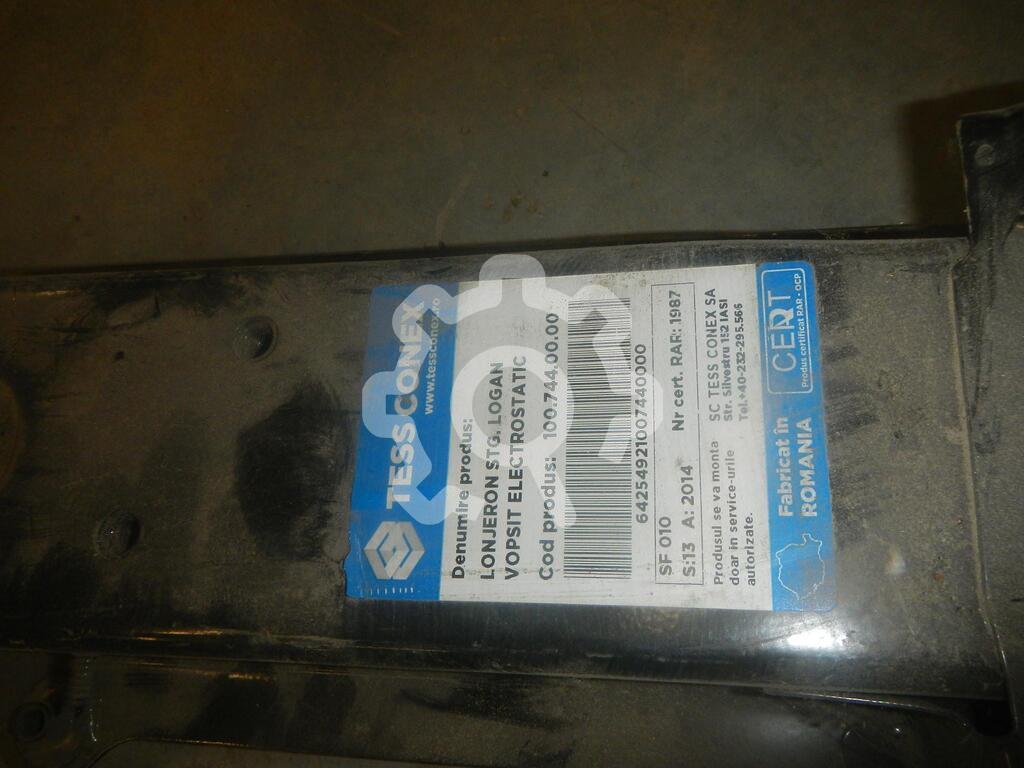 TESS CONEX
www.tessconex.ro
Denumire produs:
LONJERON STG. LOGAN
VOPSIT ELECTROSTATIC
Cod produs: 100.744.00.00
64254921007440000
SF 010
S:13 A: 2014 Nr cert. RAR: 1987
Produsul se va monta
doar in service-urile
autorizate.
SC TESS CONEX SA
Str. Silvestru 152 IASI
Tel.+40-232-295.566
Fabricat în
ROMANIA
CERT
Produs certificat RAR - OCP